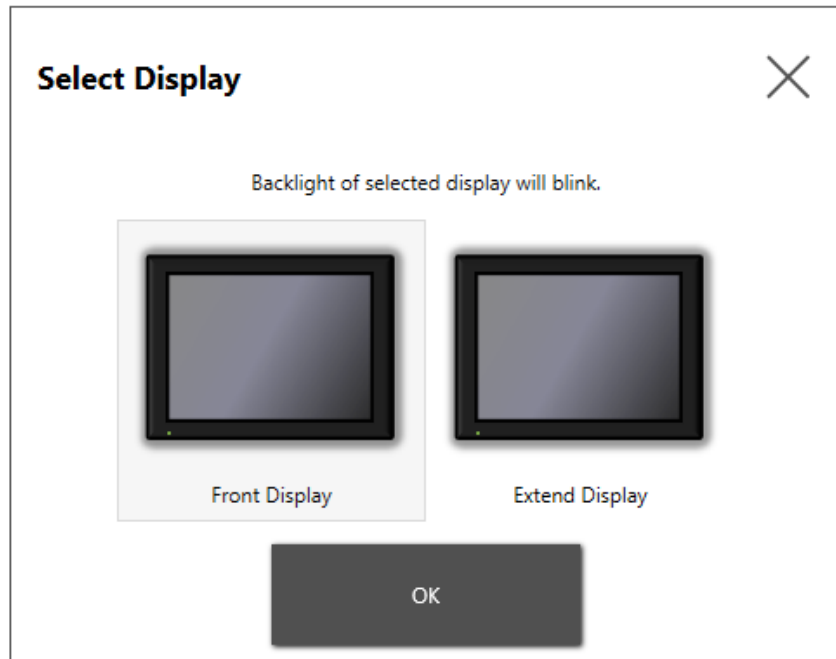 Select Display
Backlight of selected display will blink.
Front Display
Extend Display
OK